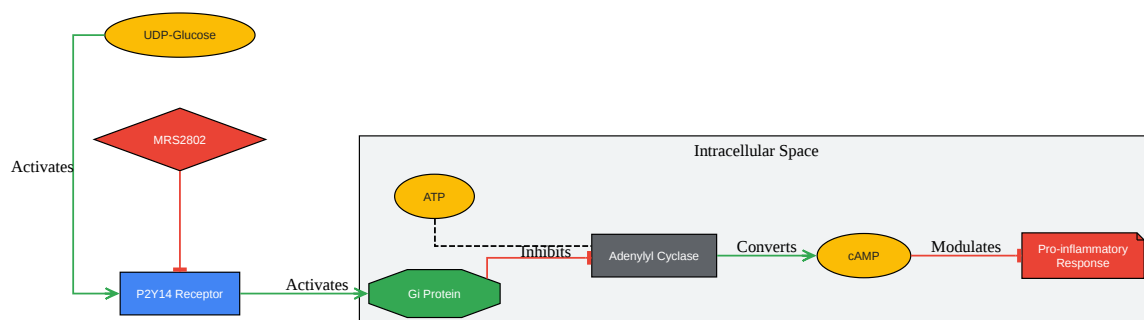 UDP-Glucose
MRS2802
Activates
P2Y14 Receptor
Activates
Intracellular Space
ATP
Inhibits
Gi Protein
Adenylyl Cyclase
Converts
cAMP
Modulates
Pro-inflammatory
Response